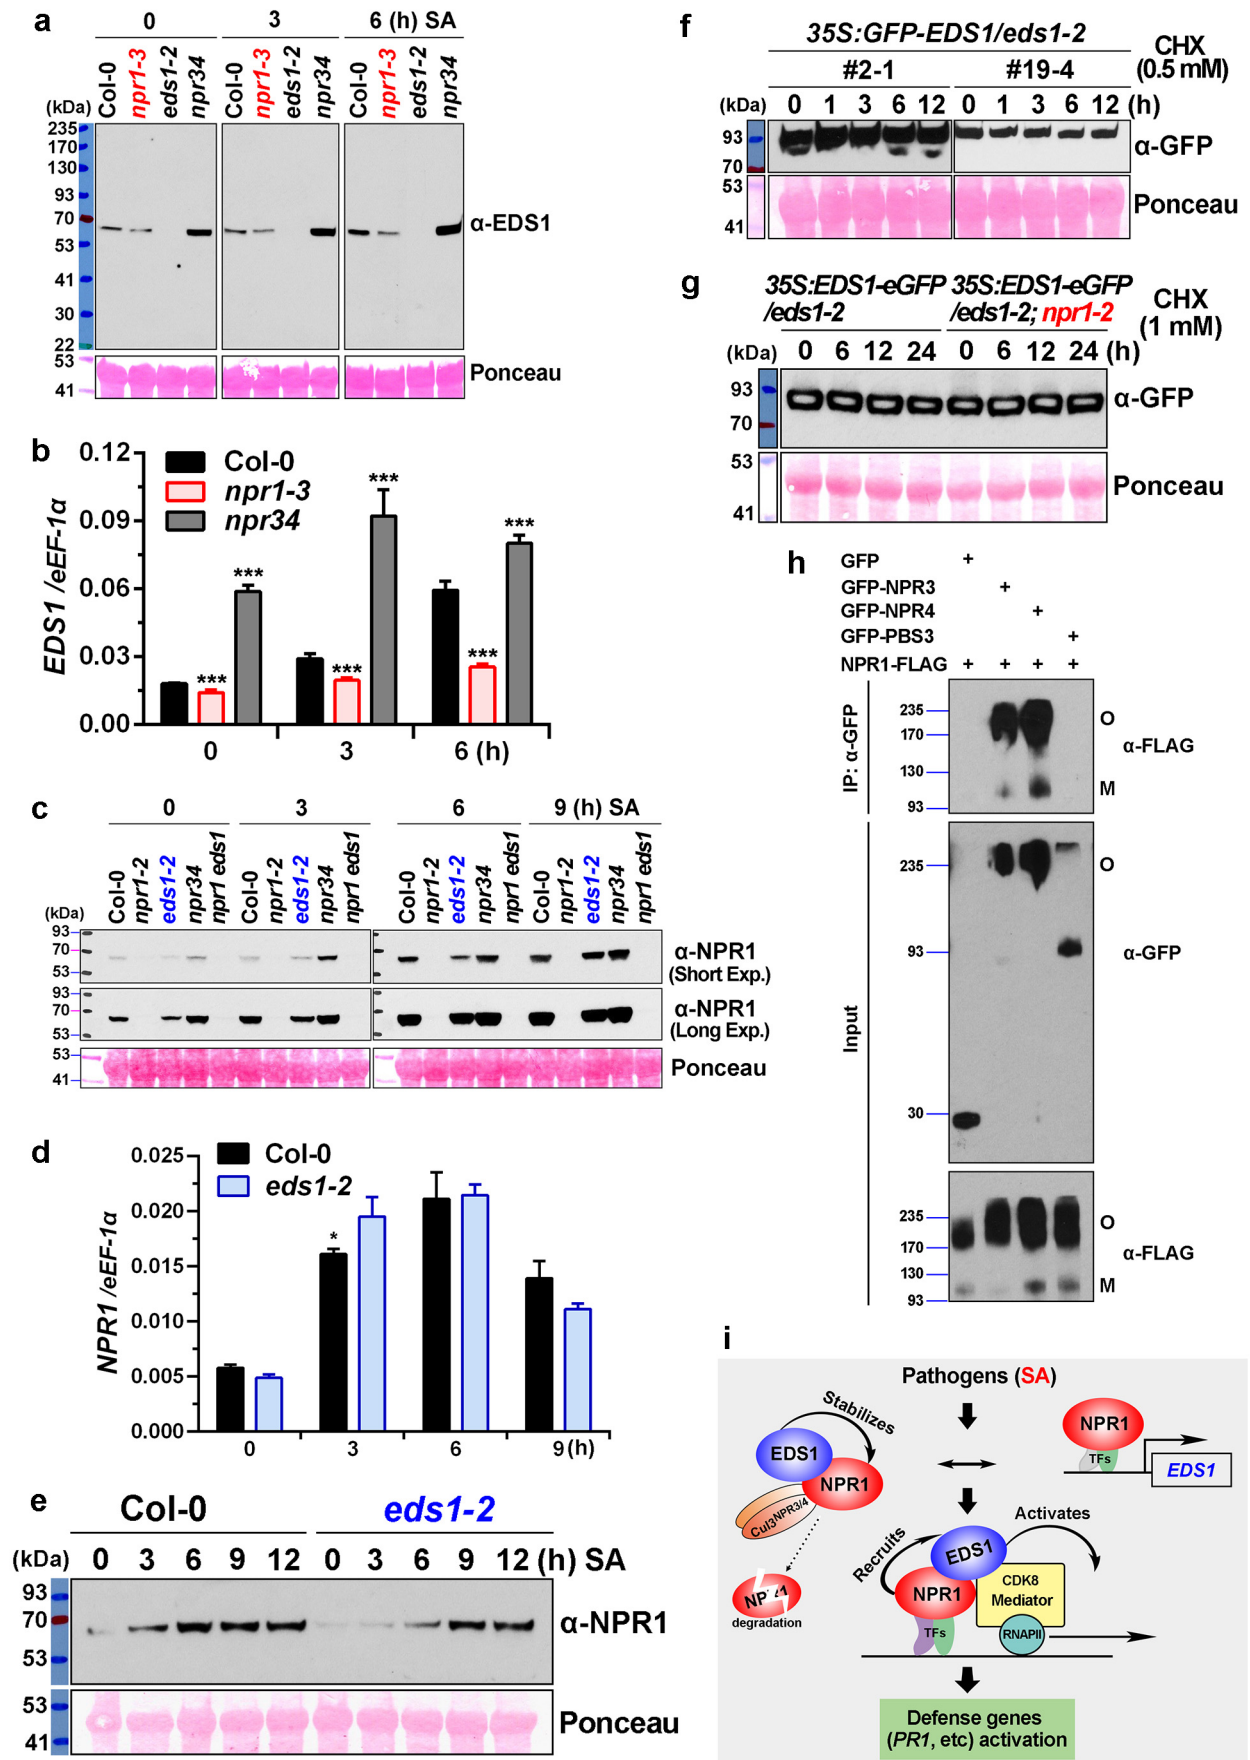 a
0
3
6 (h) SA
Col-0
npr1-3
eds1-2
npr34
Col-0
npr1-3
eds1-2
npr34
Col-0
npr1-3
eds1-2
npr34
(kDa)
235
170
130
93
70
53
41
30
22
α-EDS1
53
41
Ponceau
b
EDS1 /eEF-1α
0.12
0.09
0.06
0.03
0.00
Col-0
npr1-3
npr34
*** *** *** *** *** ***
0 3 6 (h)
c
0 3 6 9 (h) SA
Col-0
npr1-2
eds1-2
npr34
npr1 eds1
Col-0
npr1-2
eds1-2
npr34
npr1 eds1
Col-0
npr1-2
eds1-2
npr34
npr1 eds1
Col-0
npr1-2
eds1-2
npr34
npr1 eds1
(kDa)
93
70
53
α-NPR1
(Short Exp.)
93
70
53
α-NPR1
(Long Exp.)
53
41
Ponceau
d
NPR1 /eEF-1α
0.025
0.020
0.015
0.010
0.005
0.000
Col-0
eds1-2
*
0 3 6 9 (h)
e
Col-0 eds1-2
(kDa) 0 3 6 9 12 0 3 6 9 12 (h) SA
93
70
53
α-NPR1
53
41
Ponceau
f
35S:GFP-EDS1/eds1-2
CHX
(0.5 mM)
#2-1 #19-4
(kDa) 0 1 3 6 12 0 1 3 6 12 (h)
93
70
α-GFP
53
41
Ponceau
g
35S:EDS1-eGFP
/eds1-2
35S:EDS1-eGFP
/eds1-2; npr1-2
CHX
(1 mM)
(kDa) 0 6 12 24 0 6 12 24 (h)
93
70
α-GFP
53
41
Ponceau
h
GFP +
GFP-NPR3 +
GFP-NPR4 +
GFP-PBS3 +
NPR1-FLAG + + + +
IP: α-GFP
235
170
130
93
O
α-FLAG
M
Input
235
93
30
O
α-GFP
235
170
130
93
O
α-FLAG
M
i
Pathogens (SA)
Stabilizes
EDS1
NPR1
Cul3NPR3/4
NPR1
degradation
NPR1
TFs
EDS1
Recruits
EDS1
Activates
NPR1
CDK8
Mediator
TFs
RNAPII
Defense genes
(PR1, etc) activation